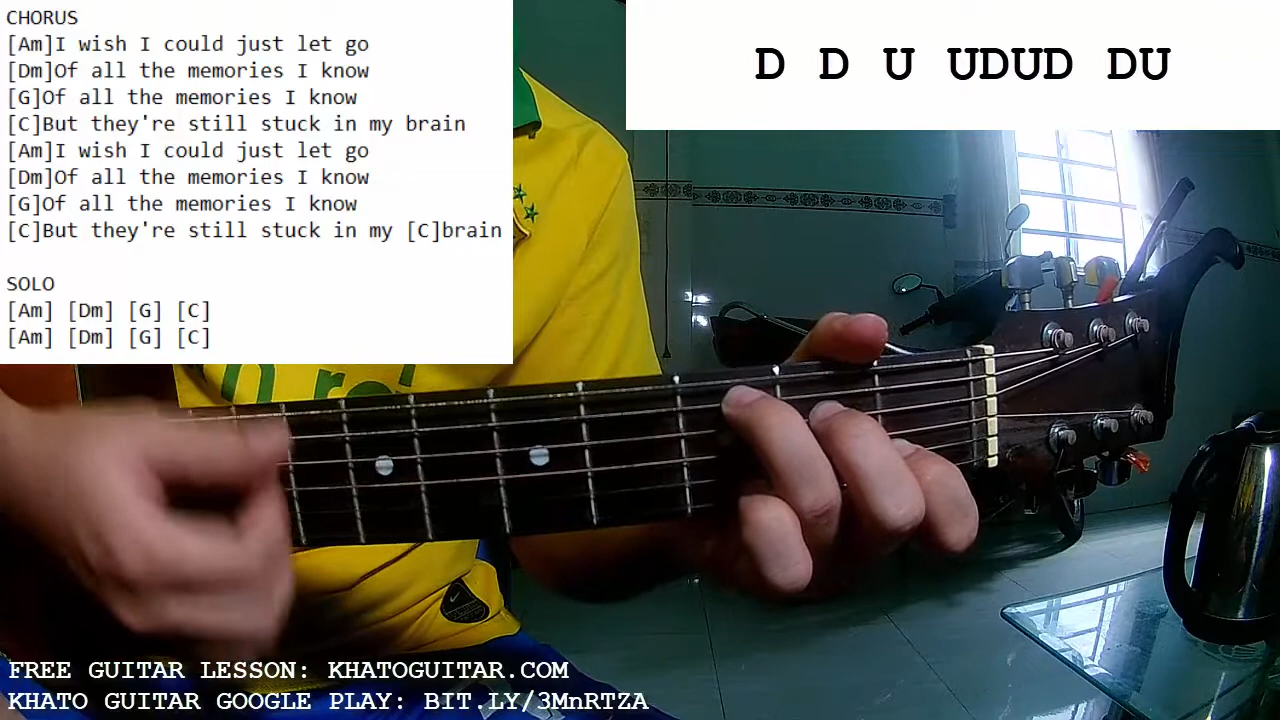 CHORUS
[Am]I wish I could just let go
[Dm]Of all the memories I know
[G]Of all the memories I know
[C]But they're still stuck in my brain
[Am]I wish I could just let go
[Dm]Of all the memories I know
[G]Of all the memories I know
[C]But they're still stuck in my [C]brain
SOLO
[Am] [Dm] [G] [C]
[Am] [Dm] [G] [C]
D D U UDUD DU
FREE GUITAR LESSON: KHATOGUITAR.COM
KHATO GUITAR GOOGLE PLAY: BIT.LY/3MnRTZA